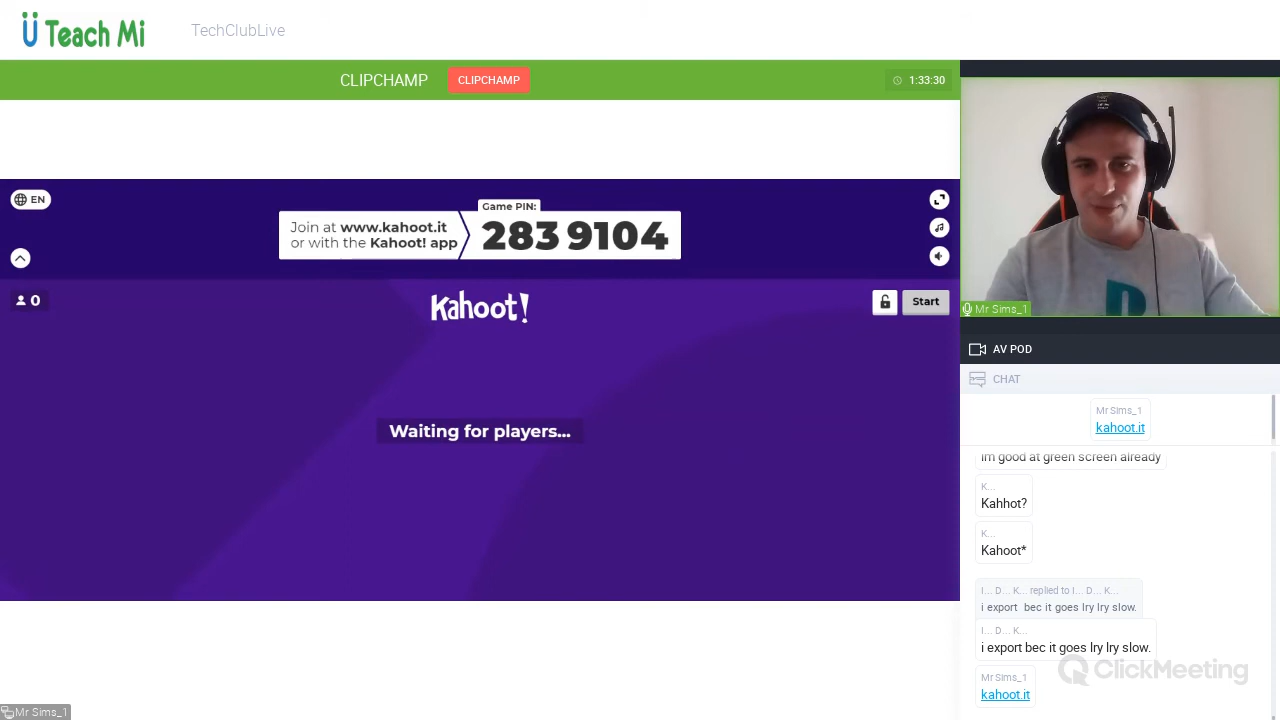 Ü Teach Mi
TechClubLive
CLIPCHAMP
CLIPCHAMP
1:33:30
EN
Join at www.kahoot.it
or with the Kahoot! app
Game PIN:
283 9104
0
Kahoot!
Start
Waiting for players...
Mr Sims_1
Mr Sims_1
AV POD
CHAT
Mr Sims_1
kahoot.it
im good at green screen already
K...
Kahhot?
K...
Kahoot*
I... D... K... replied to I... D... K...
i export bec it goes lry lry slow.
I... D... K...
i export bec it goes lry lry slow.
ClickMeeting
Mr Sims_1
kahoot.it